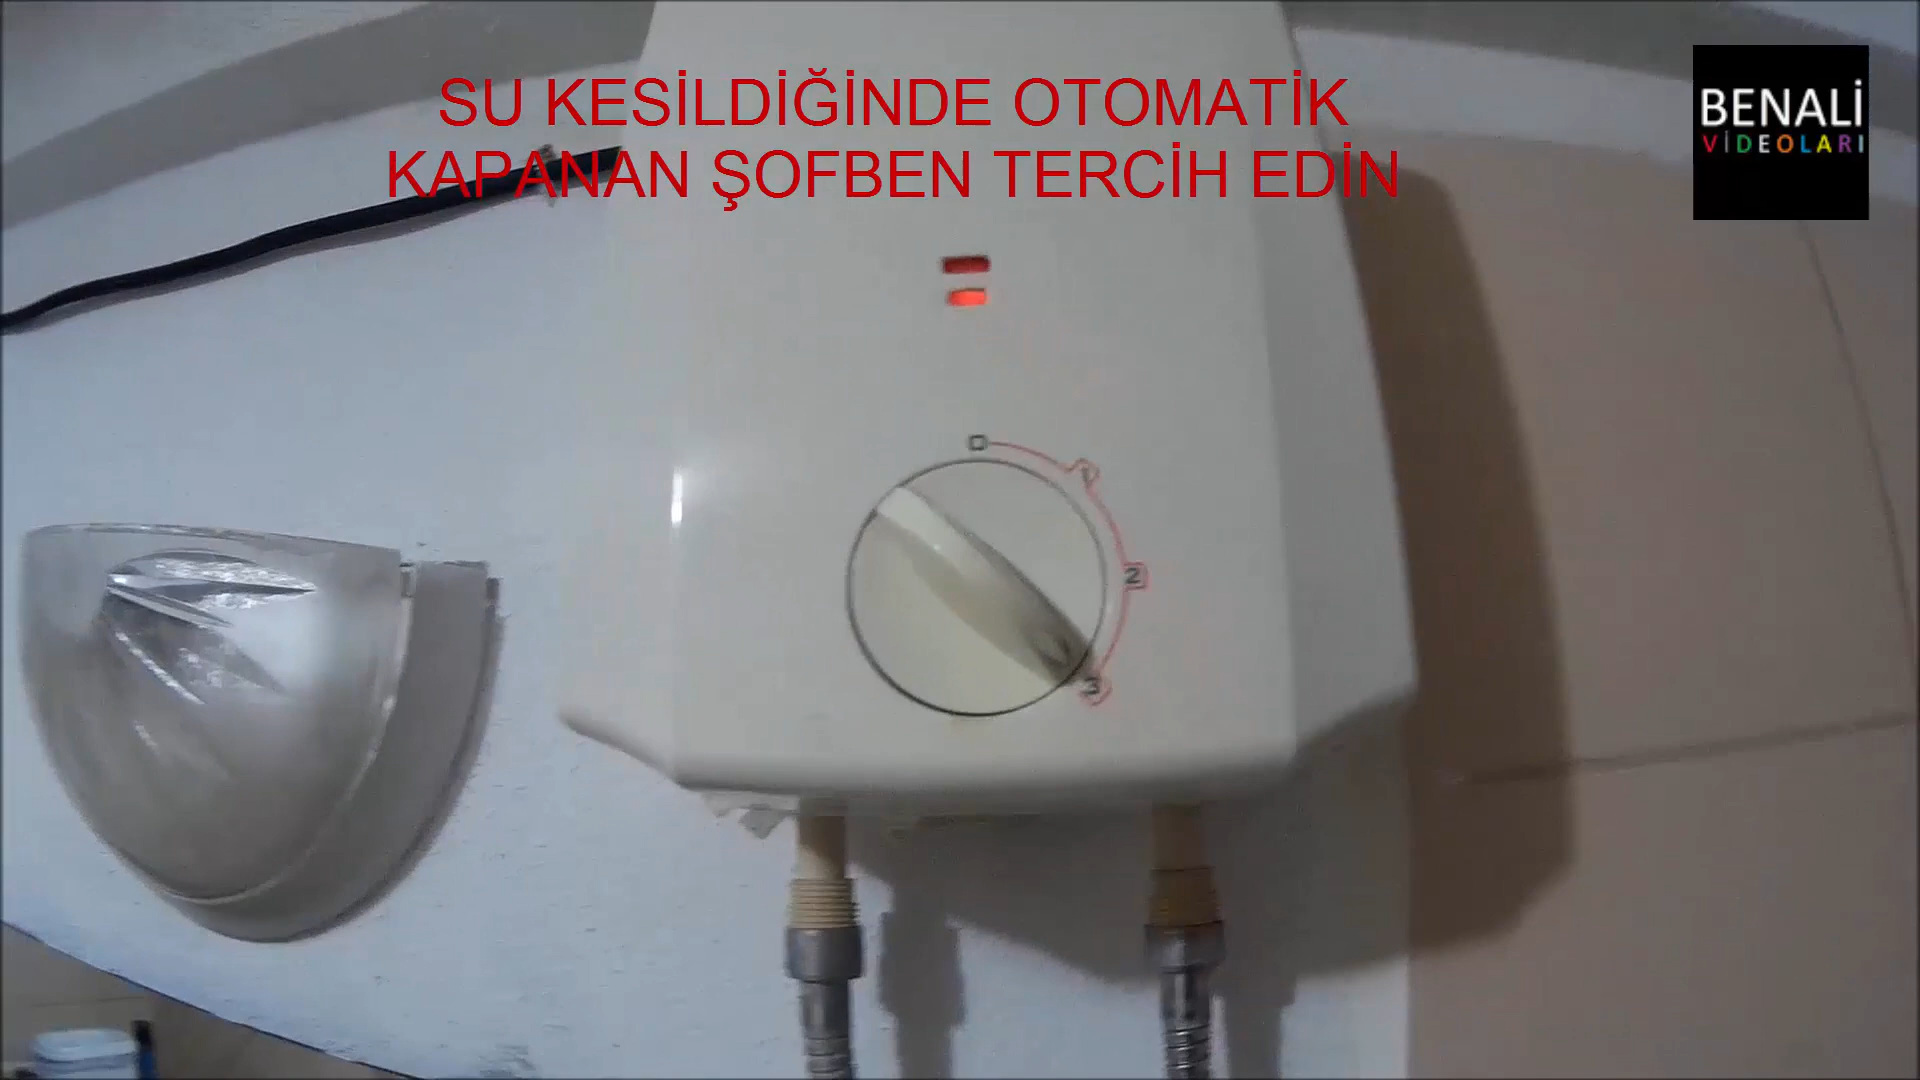 SU KESİLDİĞİNDE OTOMATİK
KAPANAN ŞOFBEN TERCİH EDİN
BENALİ
VİDEOLARI
0
1
2
3